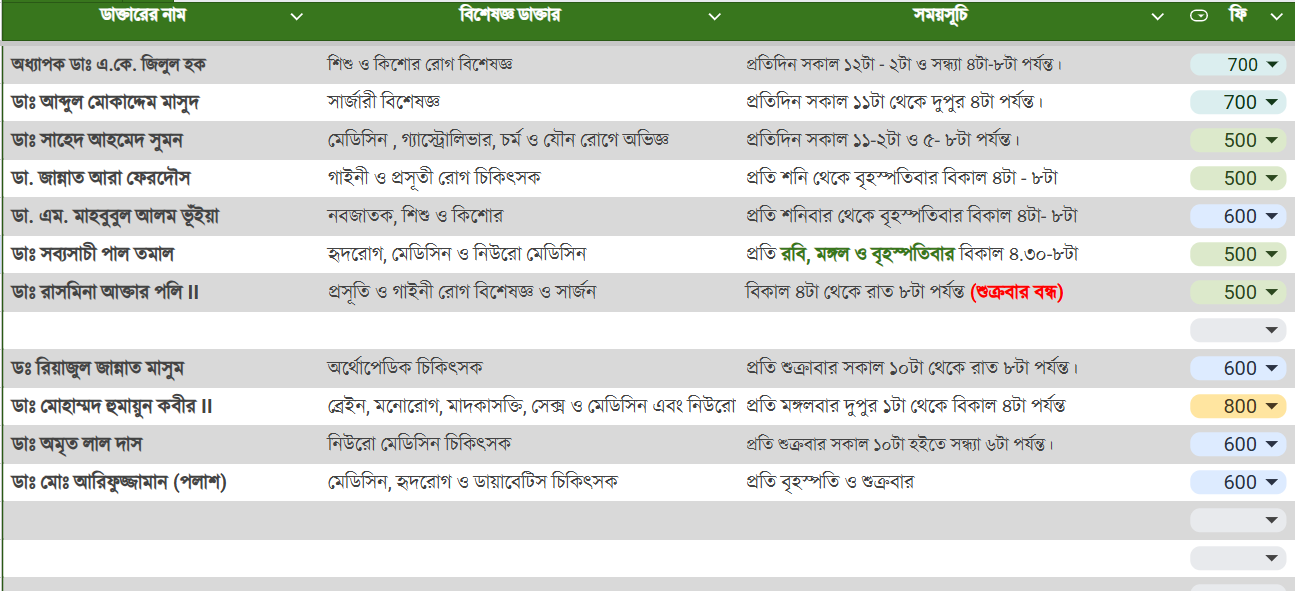 ডাক্তারের নাম বিশেষজ্ঞ ডাক্তার সময়সূচি ফি
অধ্যাপক ডাঃ এ.কে. জিলুল হক শিশু ও কিশোর রোগ বিশেষজ্ঞ প্রতিদিন সকাল ১২টা - ২টা ও সন্ধ্যা ৪টা-৮টা পর্যন্ত। 700
ডাঃ আব্দুল মোকাদ্দেম মাসুদ সার্জারী বিশেষজ্ঞ প্রতিদিন সকাল ১১টা থেকে দুপুর ৪টা পর্যন্ত। 700
ডাঃ সাহেদ আহমেদ সুমন মেডিসিন , গ্যাস্ট্রোলিভার, চর্ম ও যৌন রোগে অভিজ্ঞ প্রতিদিন সকাল ১১-২টা ও ৫- ৮টা পর্যন্ত। 500
ডা. জান্নাত আরা ফেরদৌস গাইনী ও প্রসূতী রোগ চিকিৎসক প্রতি শনি থেকে বৃহস্পতিবার বিকাল ৪টা - ৮টা 500
ডা. এম. মাহবুবুল আলম ভূঁইয়া নবজাতক, শিশু ও কিশোর প্রতি শনিবার থেকে বৃহস্পতিবার বিকাল ৪টা- ৮টা 600
ডাঃ সব্যসাচী পাল তমাল হৃদরোগ, মেডিসিন ও নিউরো মেডিসিন প্রতি রবি, মঙ্গল ও বৃহস্পতিবার বিকাল ৪.৩০-৮টা 500
ডাঃ রাসমিনা আক্তার পলি II প্রসূতি ও গাইনী রোগ বিশেষজ্ঞ ও সার্জন বিকাল ৪টা থেকে রাত ৮টা পর্যন্ত (শুক্রবার বন্ধ) 500
ডঃ রিয়াজুল জান্নাত মাসুম অর্থোপেডিক চিকিৎসক প্রতি শুক্রাবার সকাল ১০টা থেকে রাত ৮টা পর্যন্ত। 600
ডাঃ মোহাম্মদ হুমায়ুন কবীর II ব্রেইন, মনোরোগ, মাদকাসক্তি, সেক্স ও মেডিসিন এবং নিউরো প্রতি মঙ্গলবার দুপুর ১টা থেকে বিকাল ৪টা পর্যন্ত 800
ডাঃ অমৃত লাল দাস নিউরো মেডিসিন চিকিৎসক প্রতি শুক্রবার সকাল ১০টা হইতে সন্ধ্যা ৬টা পর্যন্ত। 600
ডাঃ মোঃ আরিফুজ্জামান (পলাশ) মেডিসিন, হৃদরোগ ও ডায়াবেটিস চিকিৎসক প্রতি বৃহস্পতি ও শুক্রবার 600